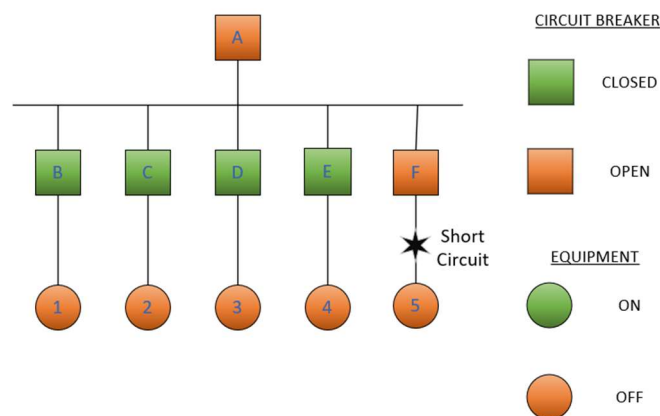 CIRCUIT BREAKER
A
CLOSED
B
C
D
E
F
OPEN
Short
Circuit
EQUIPMENT
1
2
3
4
5
ON
OFF